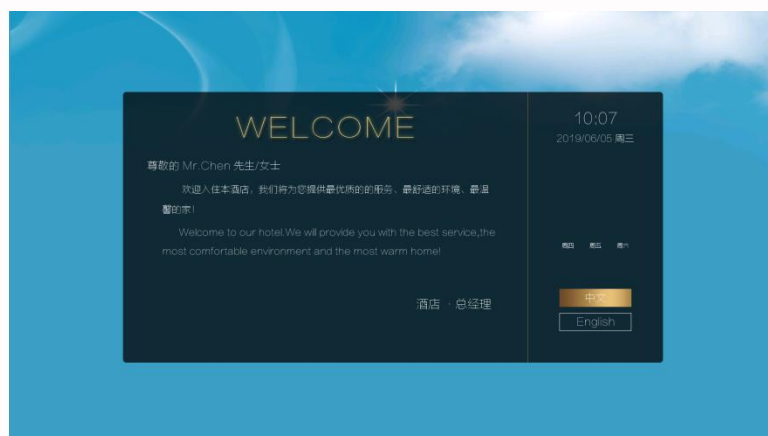 WELCOME
尊敬的 Mr.Chen 先生/女士
欢迎入住本酒店，我们将为您提供最优质的的服务、最舒适的环境、最温
馨的家！
Welcome to our hotel.We will provide you with the best service,the
most comfortable environment and the most warm home!
酒店 - 总经理
10:07
2019/06/05 周三
周四 周五 周六
中文
English